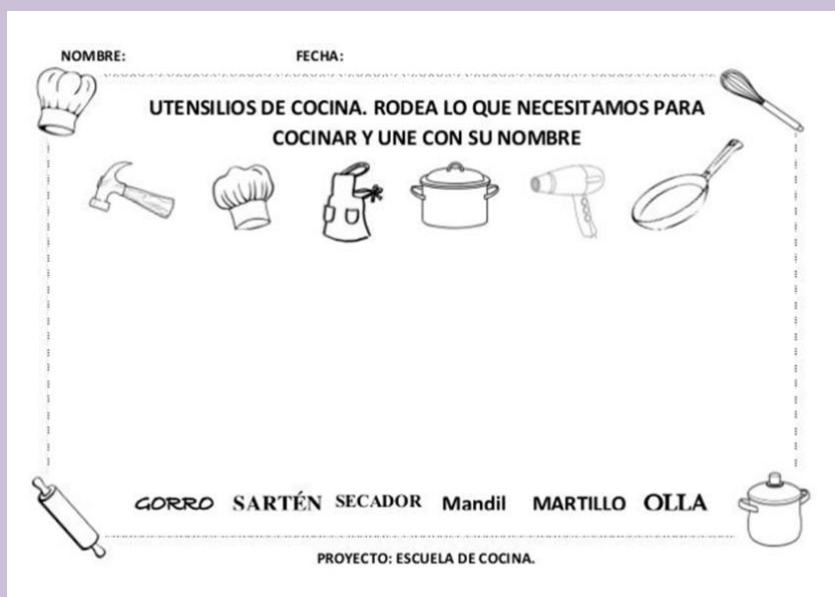 NOMBRE: FECHA:
UTENSILIOS DE COCINA. RODEA LO QUE NECESITAMOS PARA
COCINAR Y UNE CON SU NOMBRE
GORRO SARTÉN SECADOR Mandil MARTILLO OLLA
PROYECTO: ESCUELA DE COCINA.